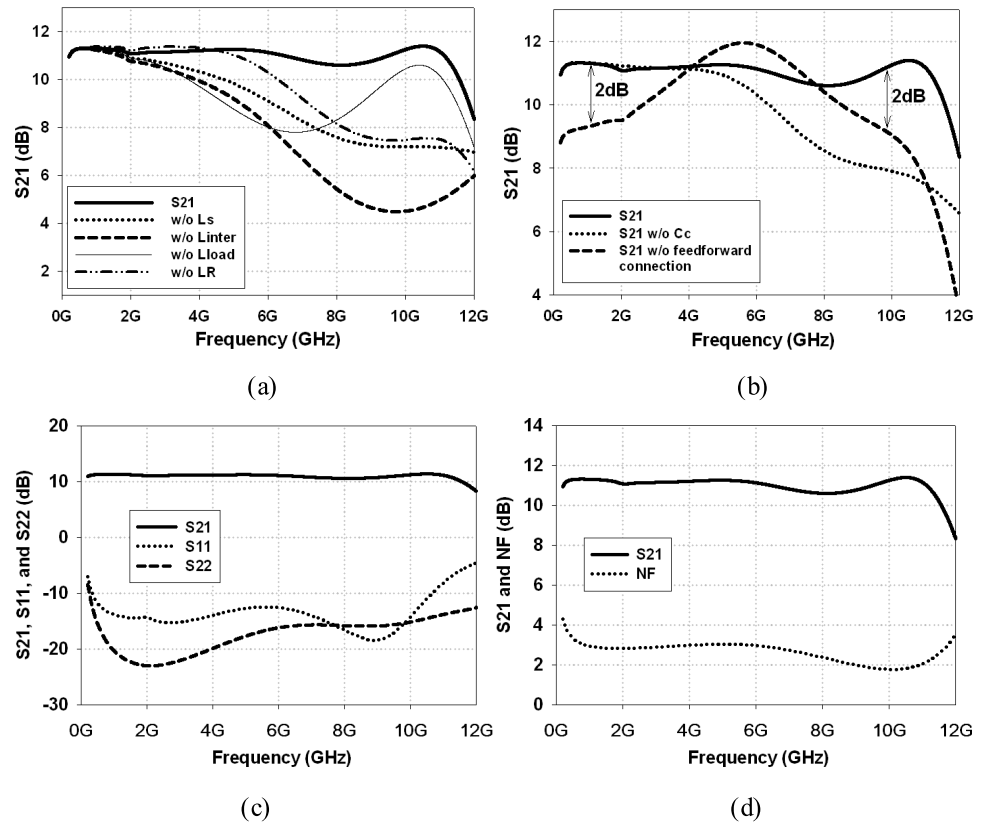 12
10
8
6
4
2
S21 (dB)
S21
w/o Ls
w/o Linter
w/o Lload
w/o LR
0G 2G 4G 6G 8G 10G 12G
Frequency (GHz)
(a)
12
10
8
6
4
S21 (dB)
2dB
2dB
S21
S21 w/o Cc
S21 w/o feedforward
connection
0G 2G 4G 6G 8G 10G 12G
Frequency (GHz)
(b)
20
10
0
-10
-20
-30
S21, S11, and S22 (dB)
S21
S11
S22
0G 2G 4G 6G 8G 10G 12G
Frequency (GHz)
(c)
14
12
10
8
6
4
2
0
S21 and NF (dB)
S21
NF
0G 2G 4G 6G 8G 10G 12G
Frequency (GHz)
(d)